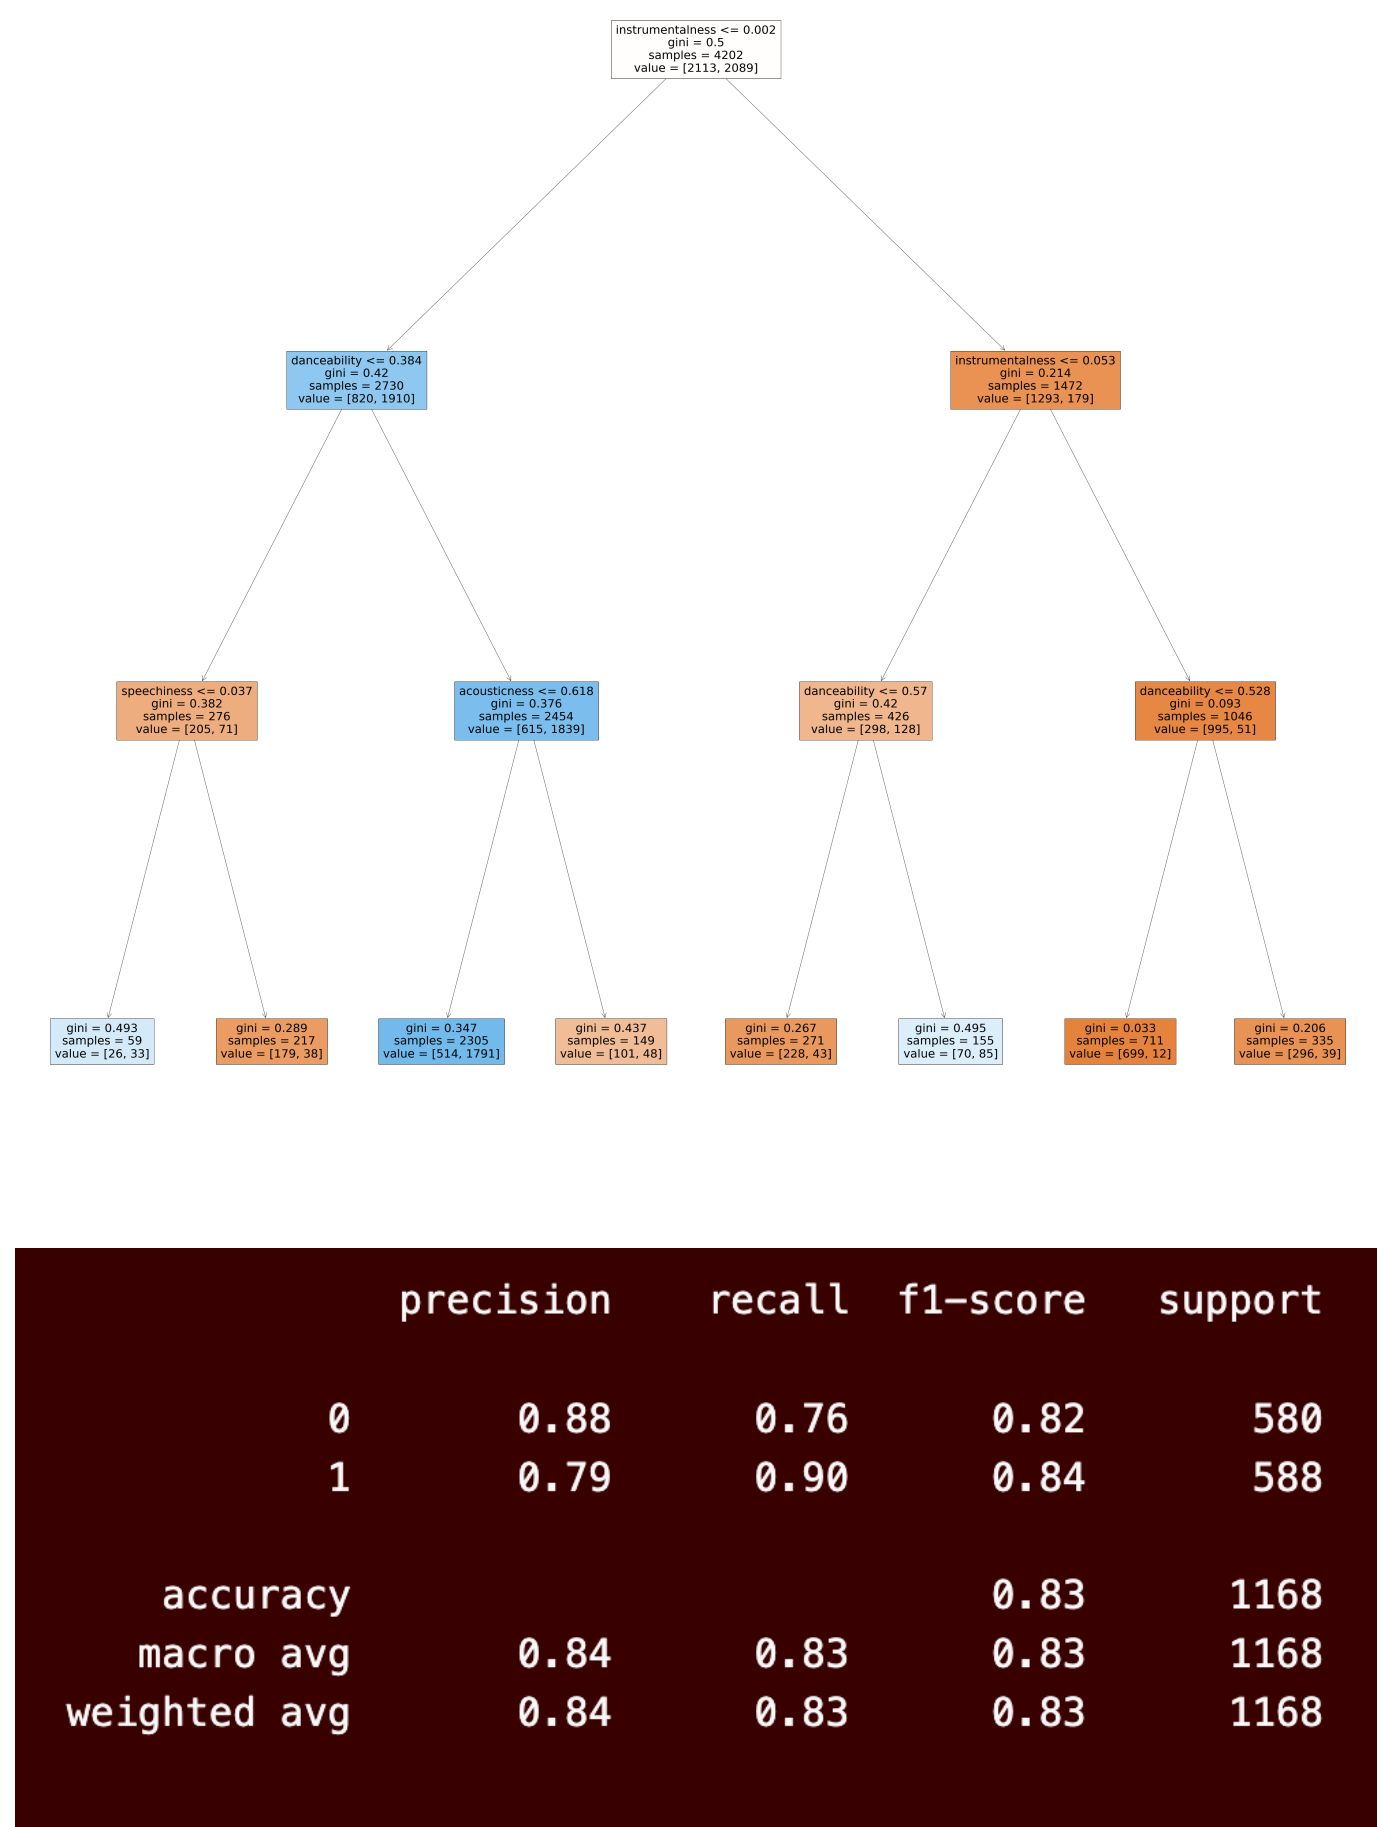 instrumentalness <= 0.002
gini = 0.5
samples = 4202
value = [2113, 2089]
danceability <= 0.384
gini = 0.42
samples = 2730
value = [820, 1910]
instrumentalness <= 0.053
gini = 0.214
samples = 1472
value = [1293, 179]
speechiness <= 0.037
gini = 0.382
samples = 276
value = [205, 71]
acousticness <= 0.618
gini = 0.376
samples = 2454
value = [615, 1839]
danceability <= 0.57
gini = 0.42
samples = 426
value = [298, 128]
danceability <= 0.528
gini = 0.093
samples = 1046
value = [995, 51]
gini = 0.493
samples = 59
value = [26, 33]
gini = 0.289
samples = 217
value = [179, 38]
gini = 0.347
samples = 2305
value = [514, 1791]
gini = 0.437
samples = 149
value = [101, 48]
gini = 0.267
samples = 271
value = [228, 43]
gini = 0.495
samples = 155
value = [70, 85]
gini = 0.033
samples = 711
value = [699, 12]
gini = 0.206
samples = 335
value = [296, 39]
precision recall f1-score support
0 0.88 0.76 0.82 580
1 0.79 0.90 0.84 588
accuracy 0.83 1168
macro avg 0.84 0.83 0.83 1168
weighted avg 0.84 0.83 0.83 1168